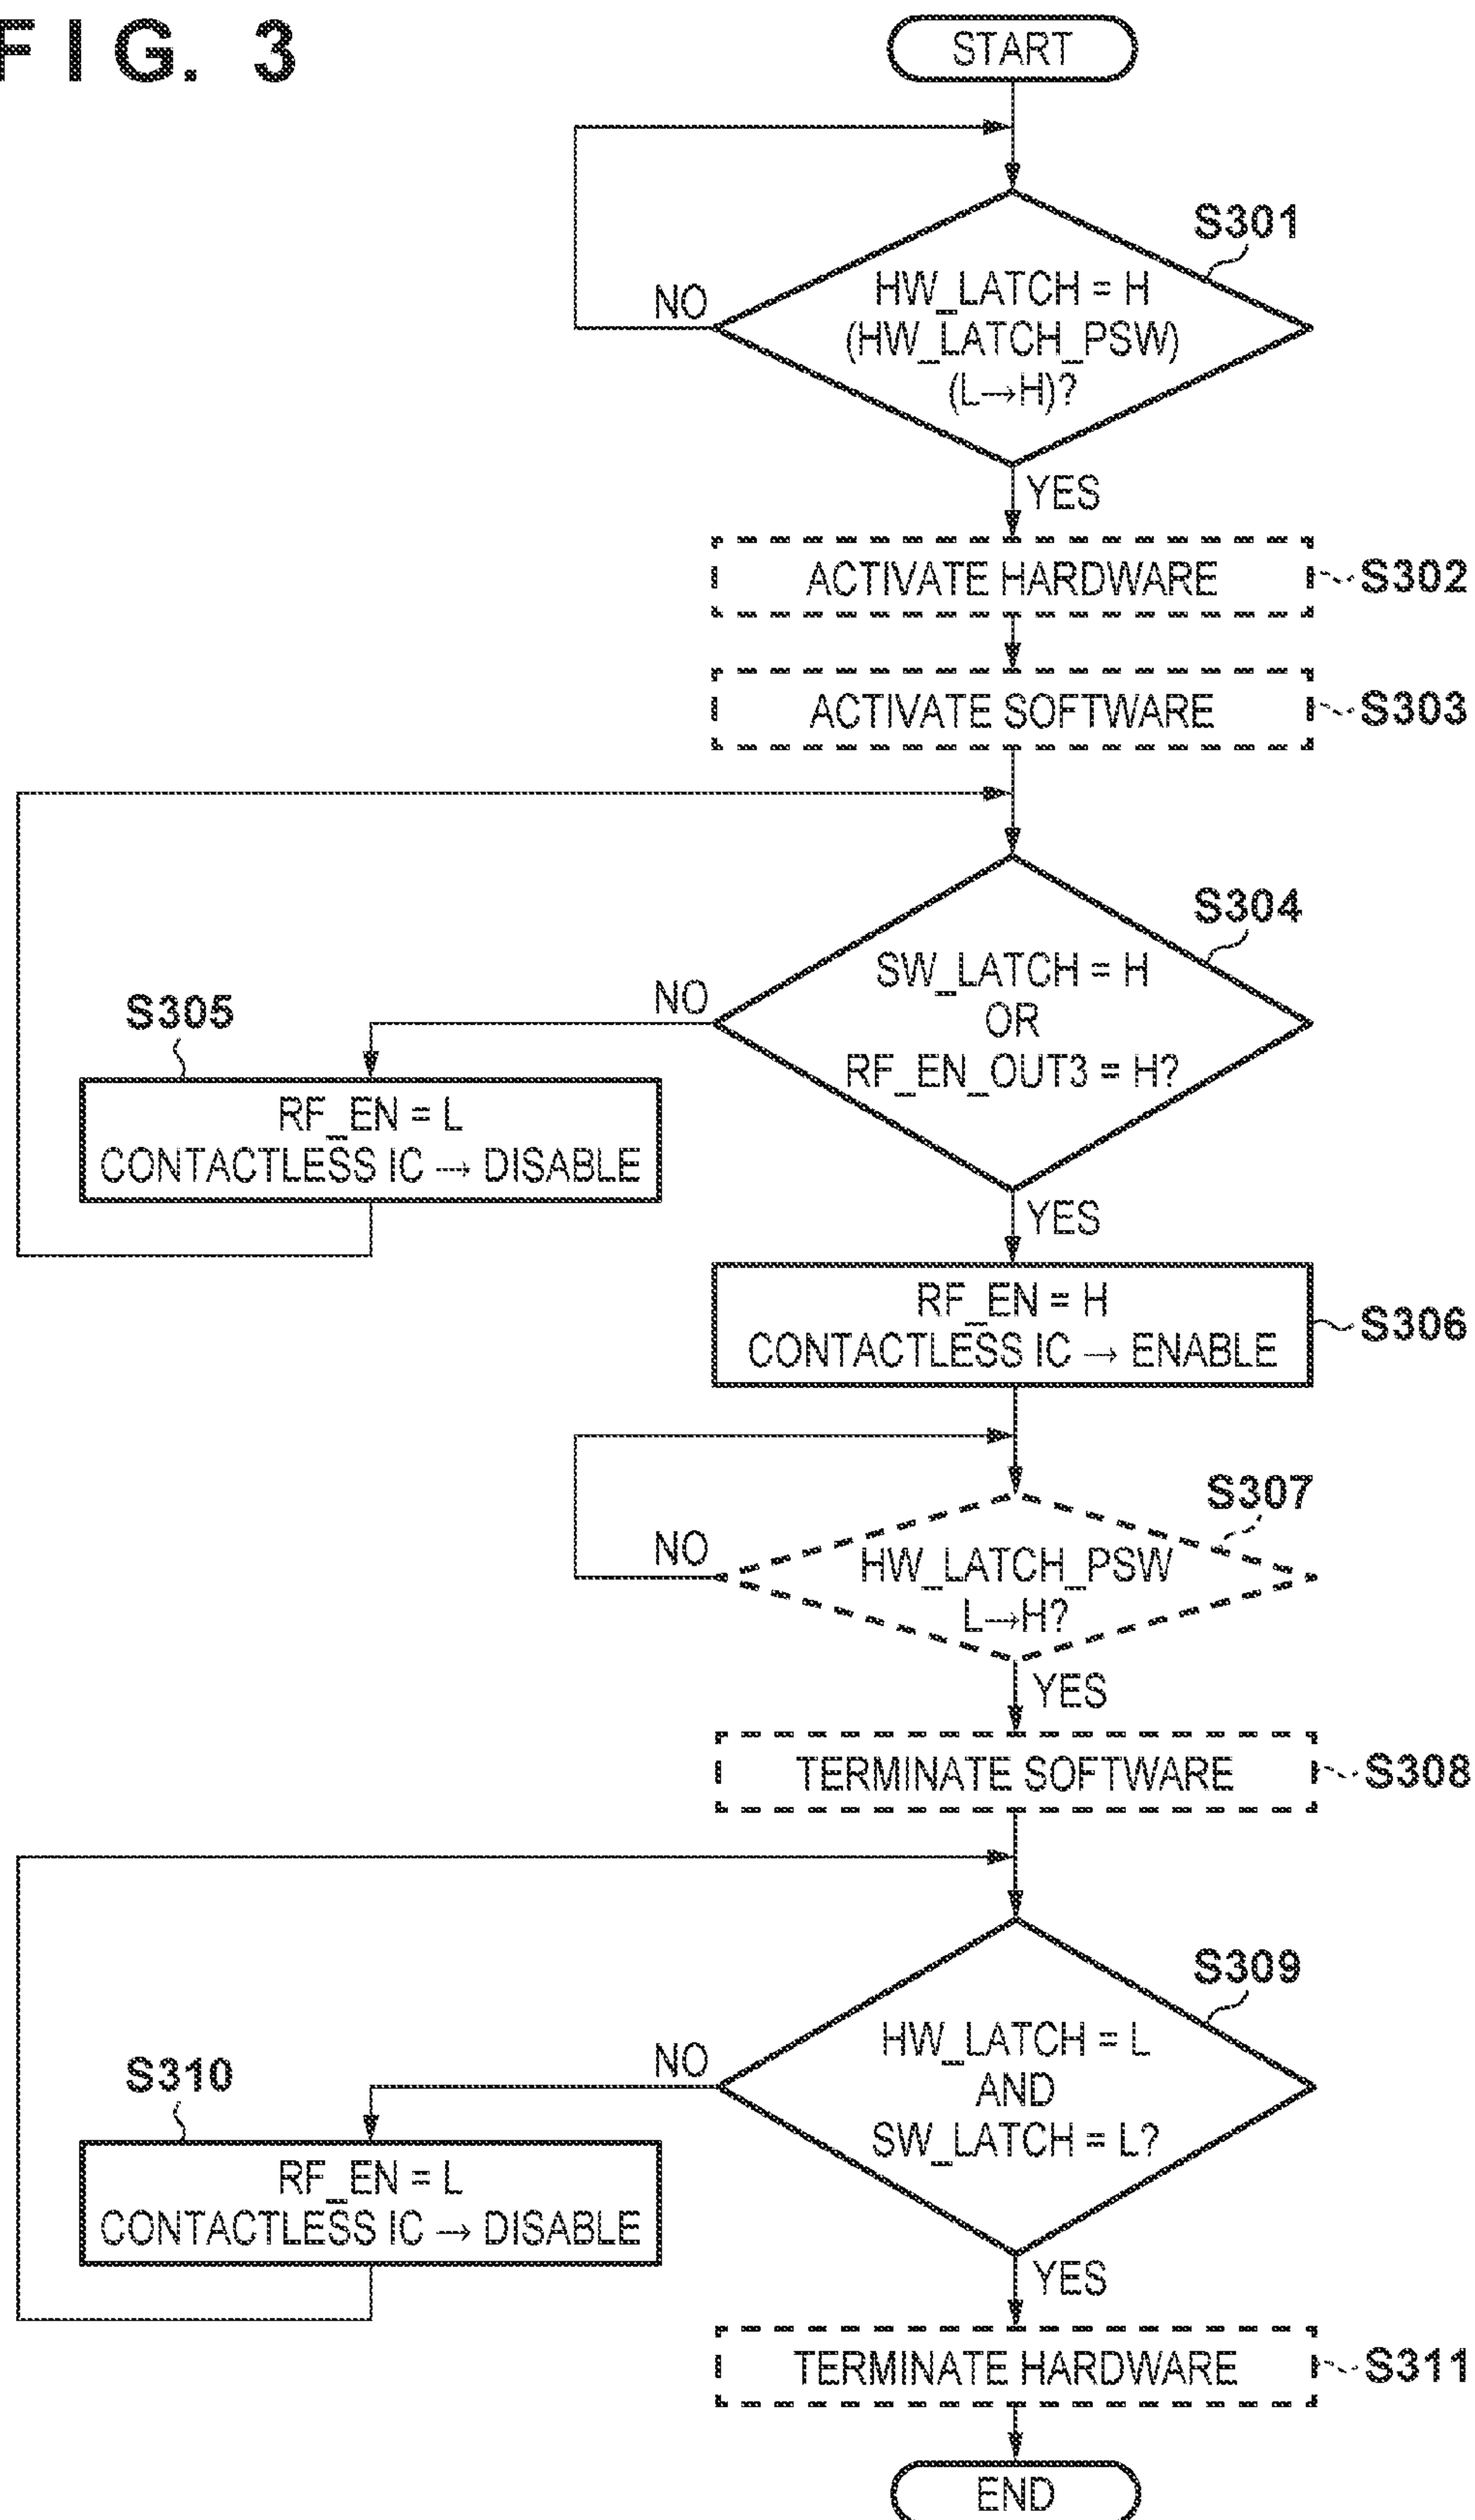 FIG. 3
START
S301
HW_LATCH = H
(HW_LATCH_PSW)
(L→H)?
NO
YES
ACTIVATE HARDWARE
S302
ACTIVATE SOFTWARE
S303
S304
SW_LATCH = H
OR
RF_EN_OUT3 = H?
NO
S305
RF_EN = L
CONTACTLESS IC → DISABLE
YES
RF_EN = H
CONTACTLESS IC → ENABLE
S306
S307
HW_LATCH_PSW
L→H?
NO
YES
TERMINATE SOFTWARE
S308
S309
HW_LATCH = L
AND
SW_LATCH = L?
NO
S310
RF_EN = L
CONTACTLESS IC → DISABLE
YES
TERMINATE HARDWARE
S311
END